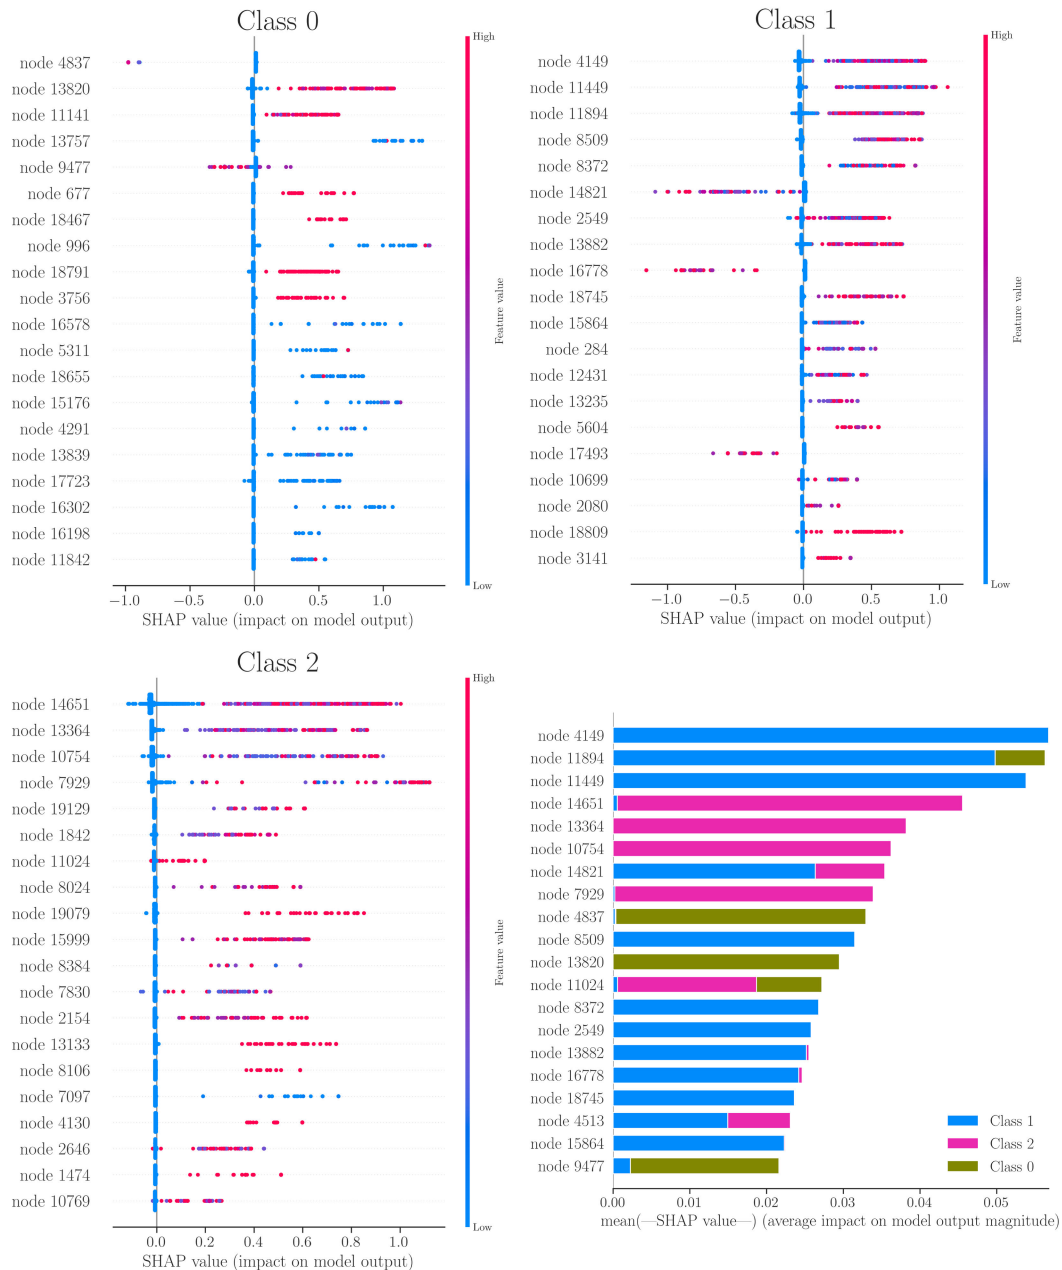 Class 0
High
node 4837
node 13820
node 11141
node 13757
node 9477
node 677
node 18467
node 996
node 18791
node 3756
node 16578
node 5311
node 18655
node 15176
node 4291
node 13839
node 17723
node 16302
node 16198
node 11842
Feature value
Low
−1.0 −0.5 0.0 0.5 1.0
SHAP value (impact on model output)
Class 1
High
node 4149
node 11449
node 11894
node 8509
node 8372
node 14821
node 2549
node 13882
node 16778
node 18745
node 15864
node 284
node 12431
node 13235
node 5604
node 17493
node 10699
node 2080
node 18809
node 3141
Feature value
Low
−1.0 −0.5 0.0 0.5 1.0
SHAP value (impact on model output)
Class 2
High
node 14651
node 13364
node 10754
node 7929
node 19129
node 1842
node 11024
node 8024
node 19079
node 15999
node 8384
node 7830
node 2154
node 13133
node 8106
node 7097
node 4130
node 2646
node 1474
node 10769
Feature value
Low
0.0 0.2 0.4 0.6 0.8 1.0
SHAP value (impact on model output)
node 4149
node 11894
node 11449
node 14651
node 13364
node 10754
node 14821
node 7929
node 4837
node 8509
node 13820
node 11024
node 8372
node 2549
node 13882
node 16778
node 18745
node 4513
node 15864
node 9477
Class 1
Class 2
Class 0
0.00 0.01 0.02 0.03 0.04 0.05
mean(—SHAP value—) (average impact on model output magnitude)